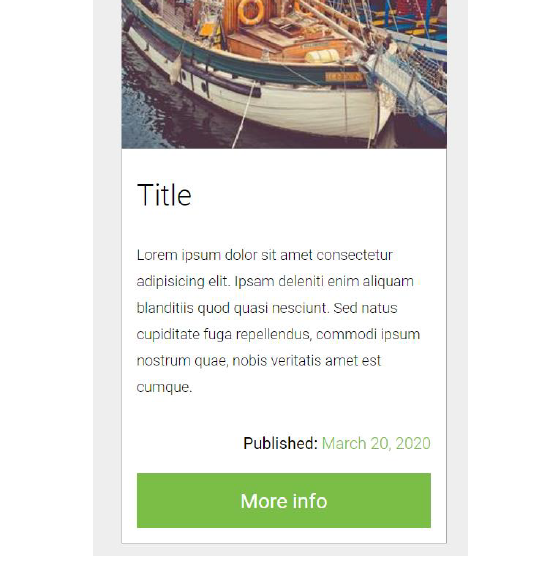 Title
Lorem ipsum dolor sit amet consectetur
adipisicing elit. Ipsam deleniti enim aliquam
blanditiis quod quasi nesciunt. Sed natus
cupiditate fuga repellendus, commodi ipsum
nostrum quae, nobis veritatis amet est
cumque.
Published: March 20, 2020
More info